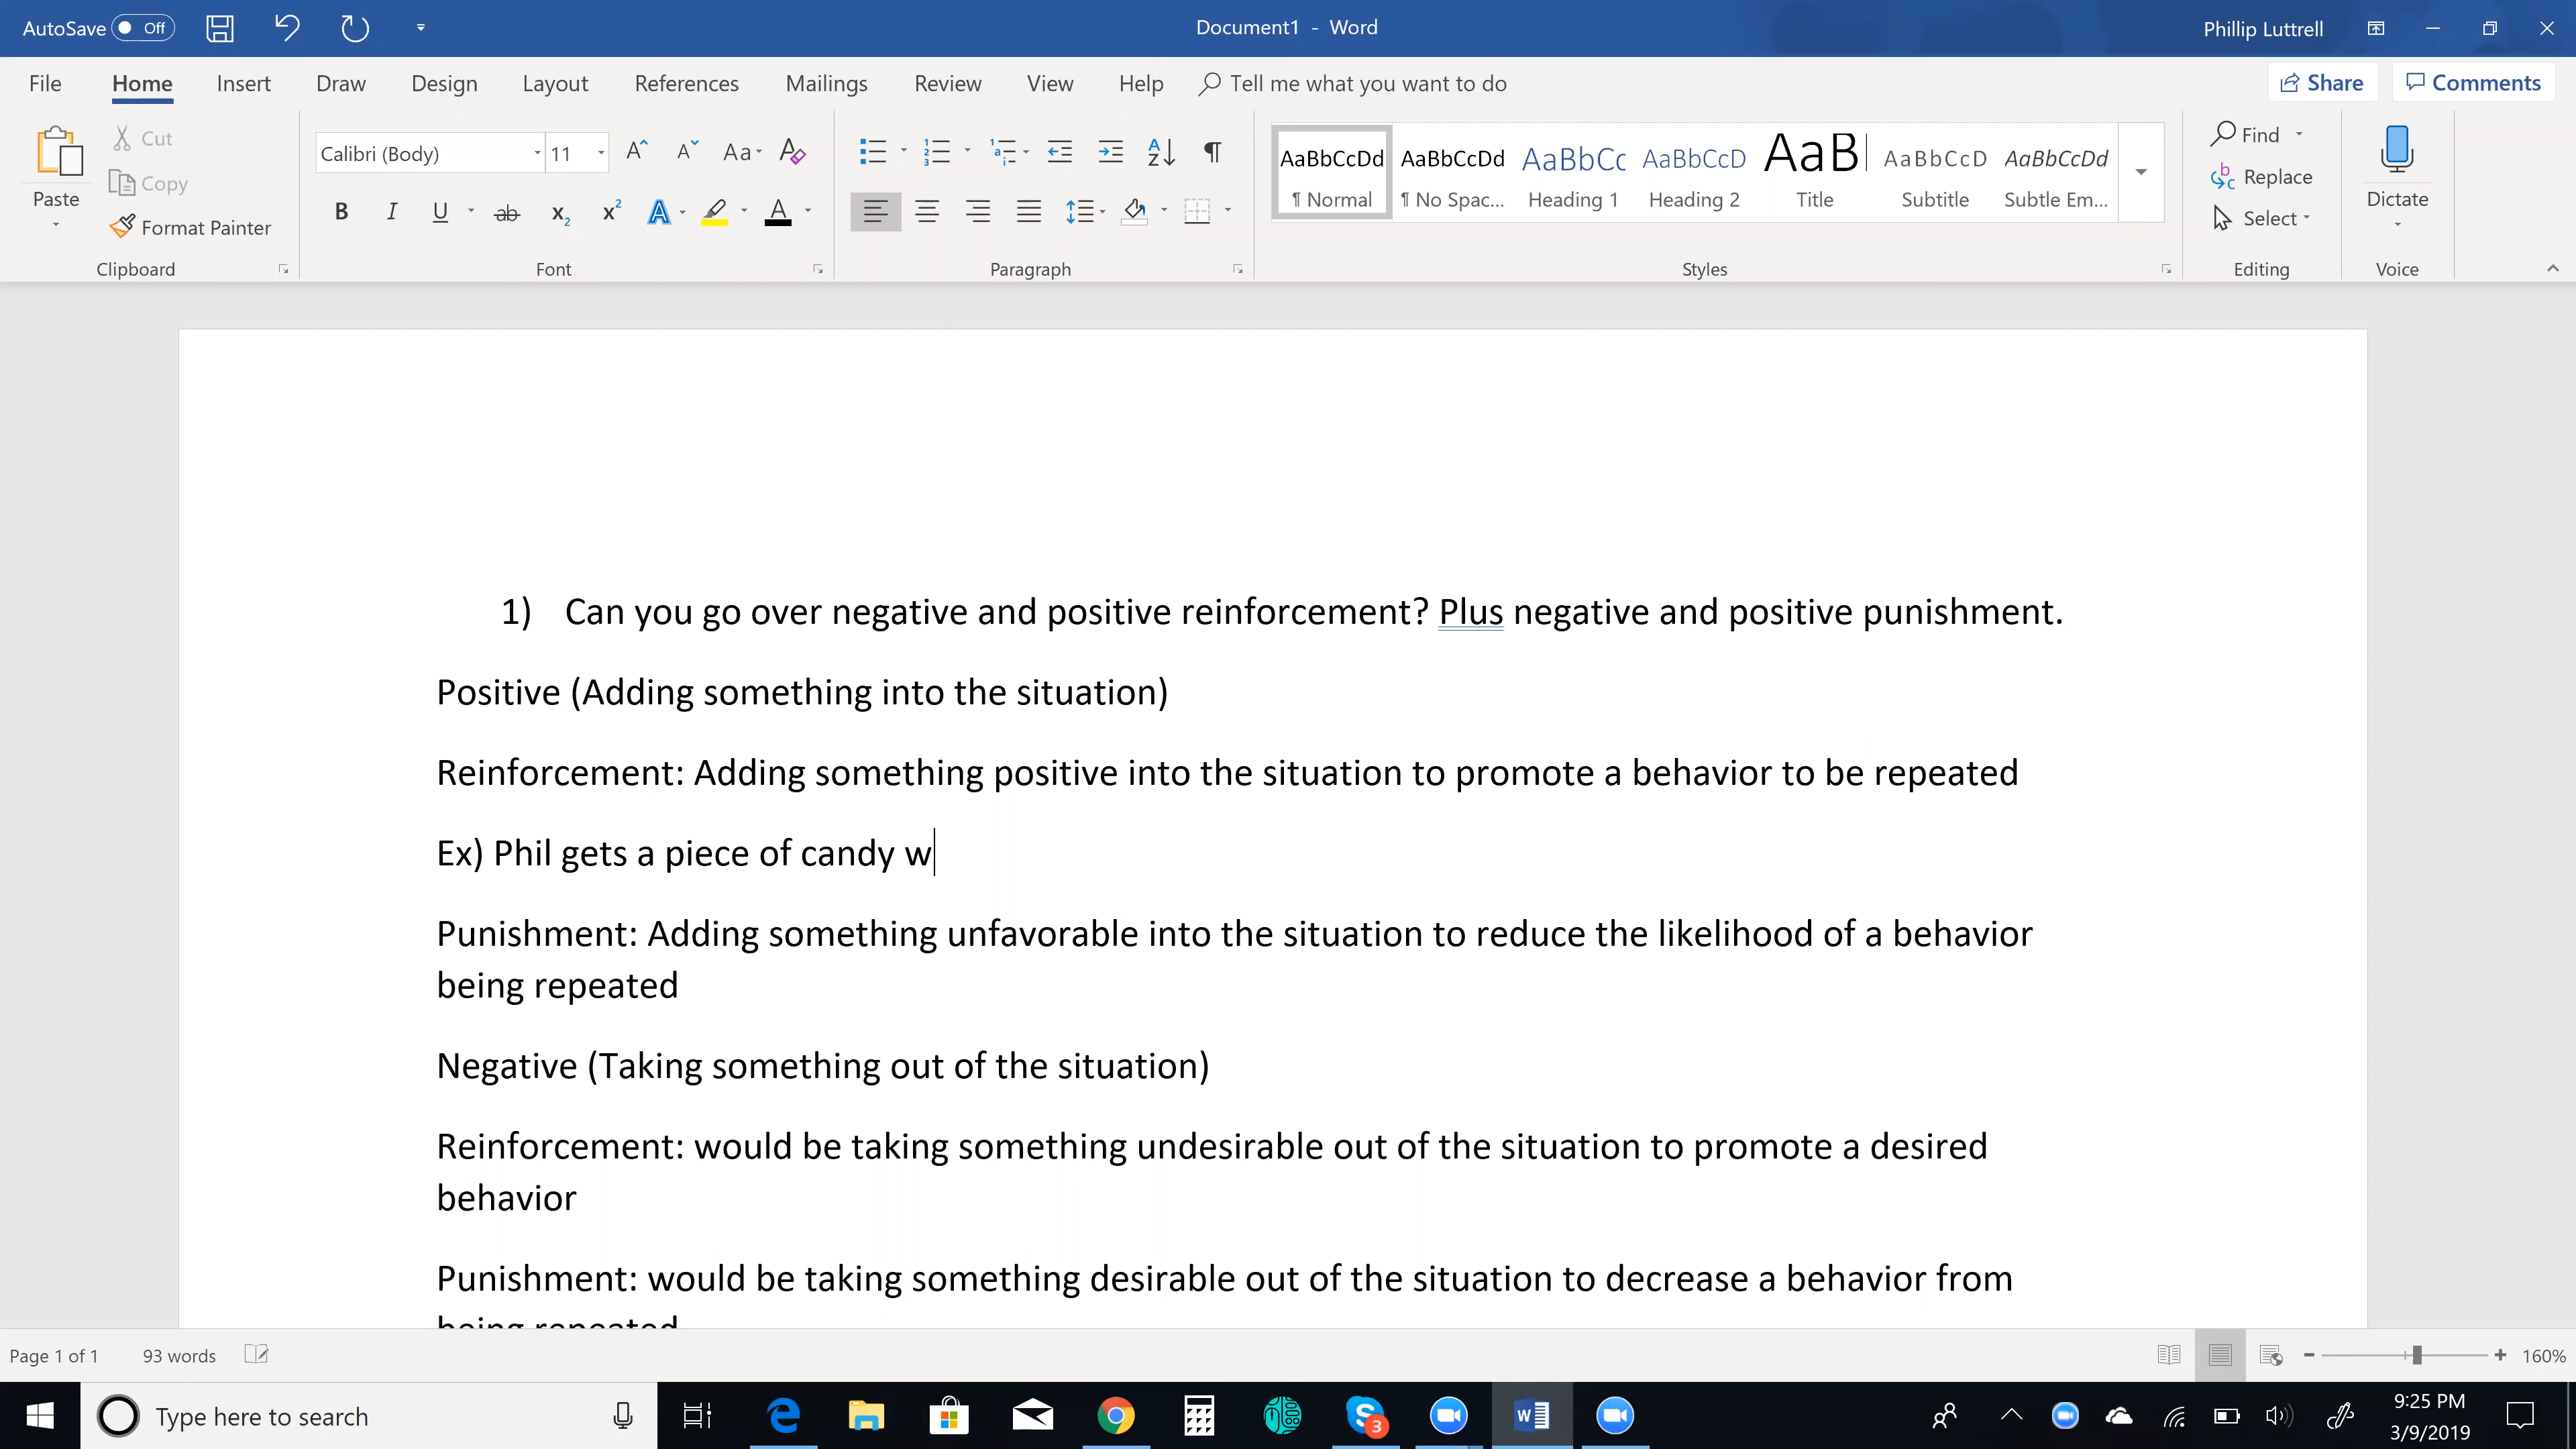 AutoSave Off
Document1 - Word
Phillip Luttrell
File Home Insert Draw Design Layout References Mailings Review View Help Tell me what you want to do
Share Comments
Paste
Cut
Copy
Format Painter
Clipboard
Calibri (Body) 11
Font
Paragraph
AaBbCcDd AaBbCcDd AaBbCc AaBbCcD AaB AaBbCcD AaBbCcDd
¶ Normal ¶ No Spac... Heading 1 Heading 2 Title Subtitle Subtle Em...
Styles
Find
Replace
Select
Editing
Dictate
Voice
1) Can you go over negative and positive reinforcement? Plus negative and positive punishment.
Positive (Adding something into the situation)
Reinforcement: Adding something positive into the situation to promote a behavior to be repeated
Ex) Phil gets a piece of candy w
Punishment: Adding something unfavorable into the situation to reduce the likelihood of a behavior
being repeated
Negative (Taking something out of the situation)
Reinforcement: would be taking something undesirable out of the situation to promote a desired
behavior
Punishment: would be taking something desirable out of the situation to decrease a behavior from
being repeated
Page 1 of 1 93 words
160%
Type here to search
3
9:25 PM
3/9/2019